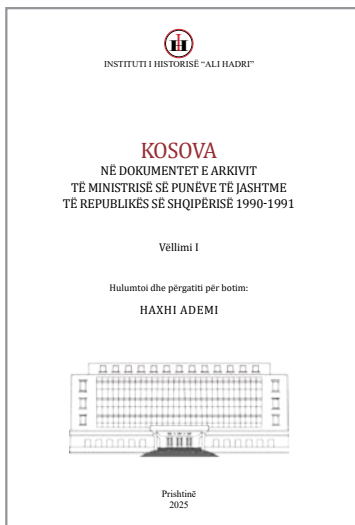 INSTITUTI I HISTORISË “ALI HADRI”
KOSOVA
NË DOKUMENTET E ARKIVIT
TË MINISTRISË SË PUNËVE TË JASHTME
TË REPUBLIKËS SË SHQIPËRISË 1990-1991
Vëllimi I
Hulumtoi dhe përgatiti për botim:
HAXHI ADEMI
Prishtinë
2025